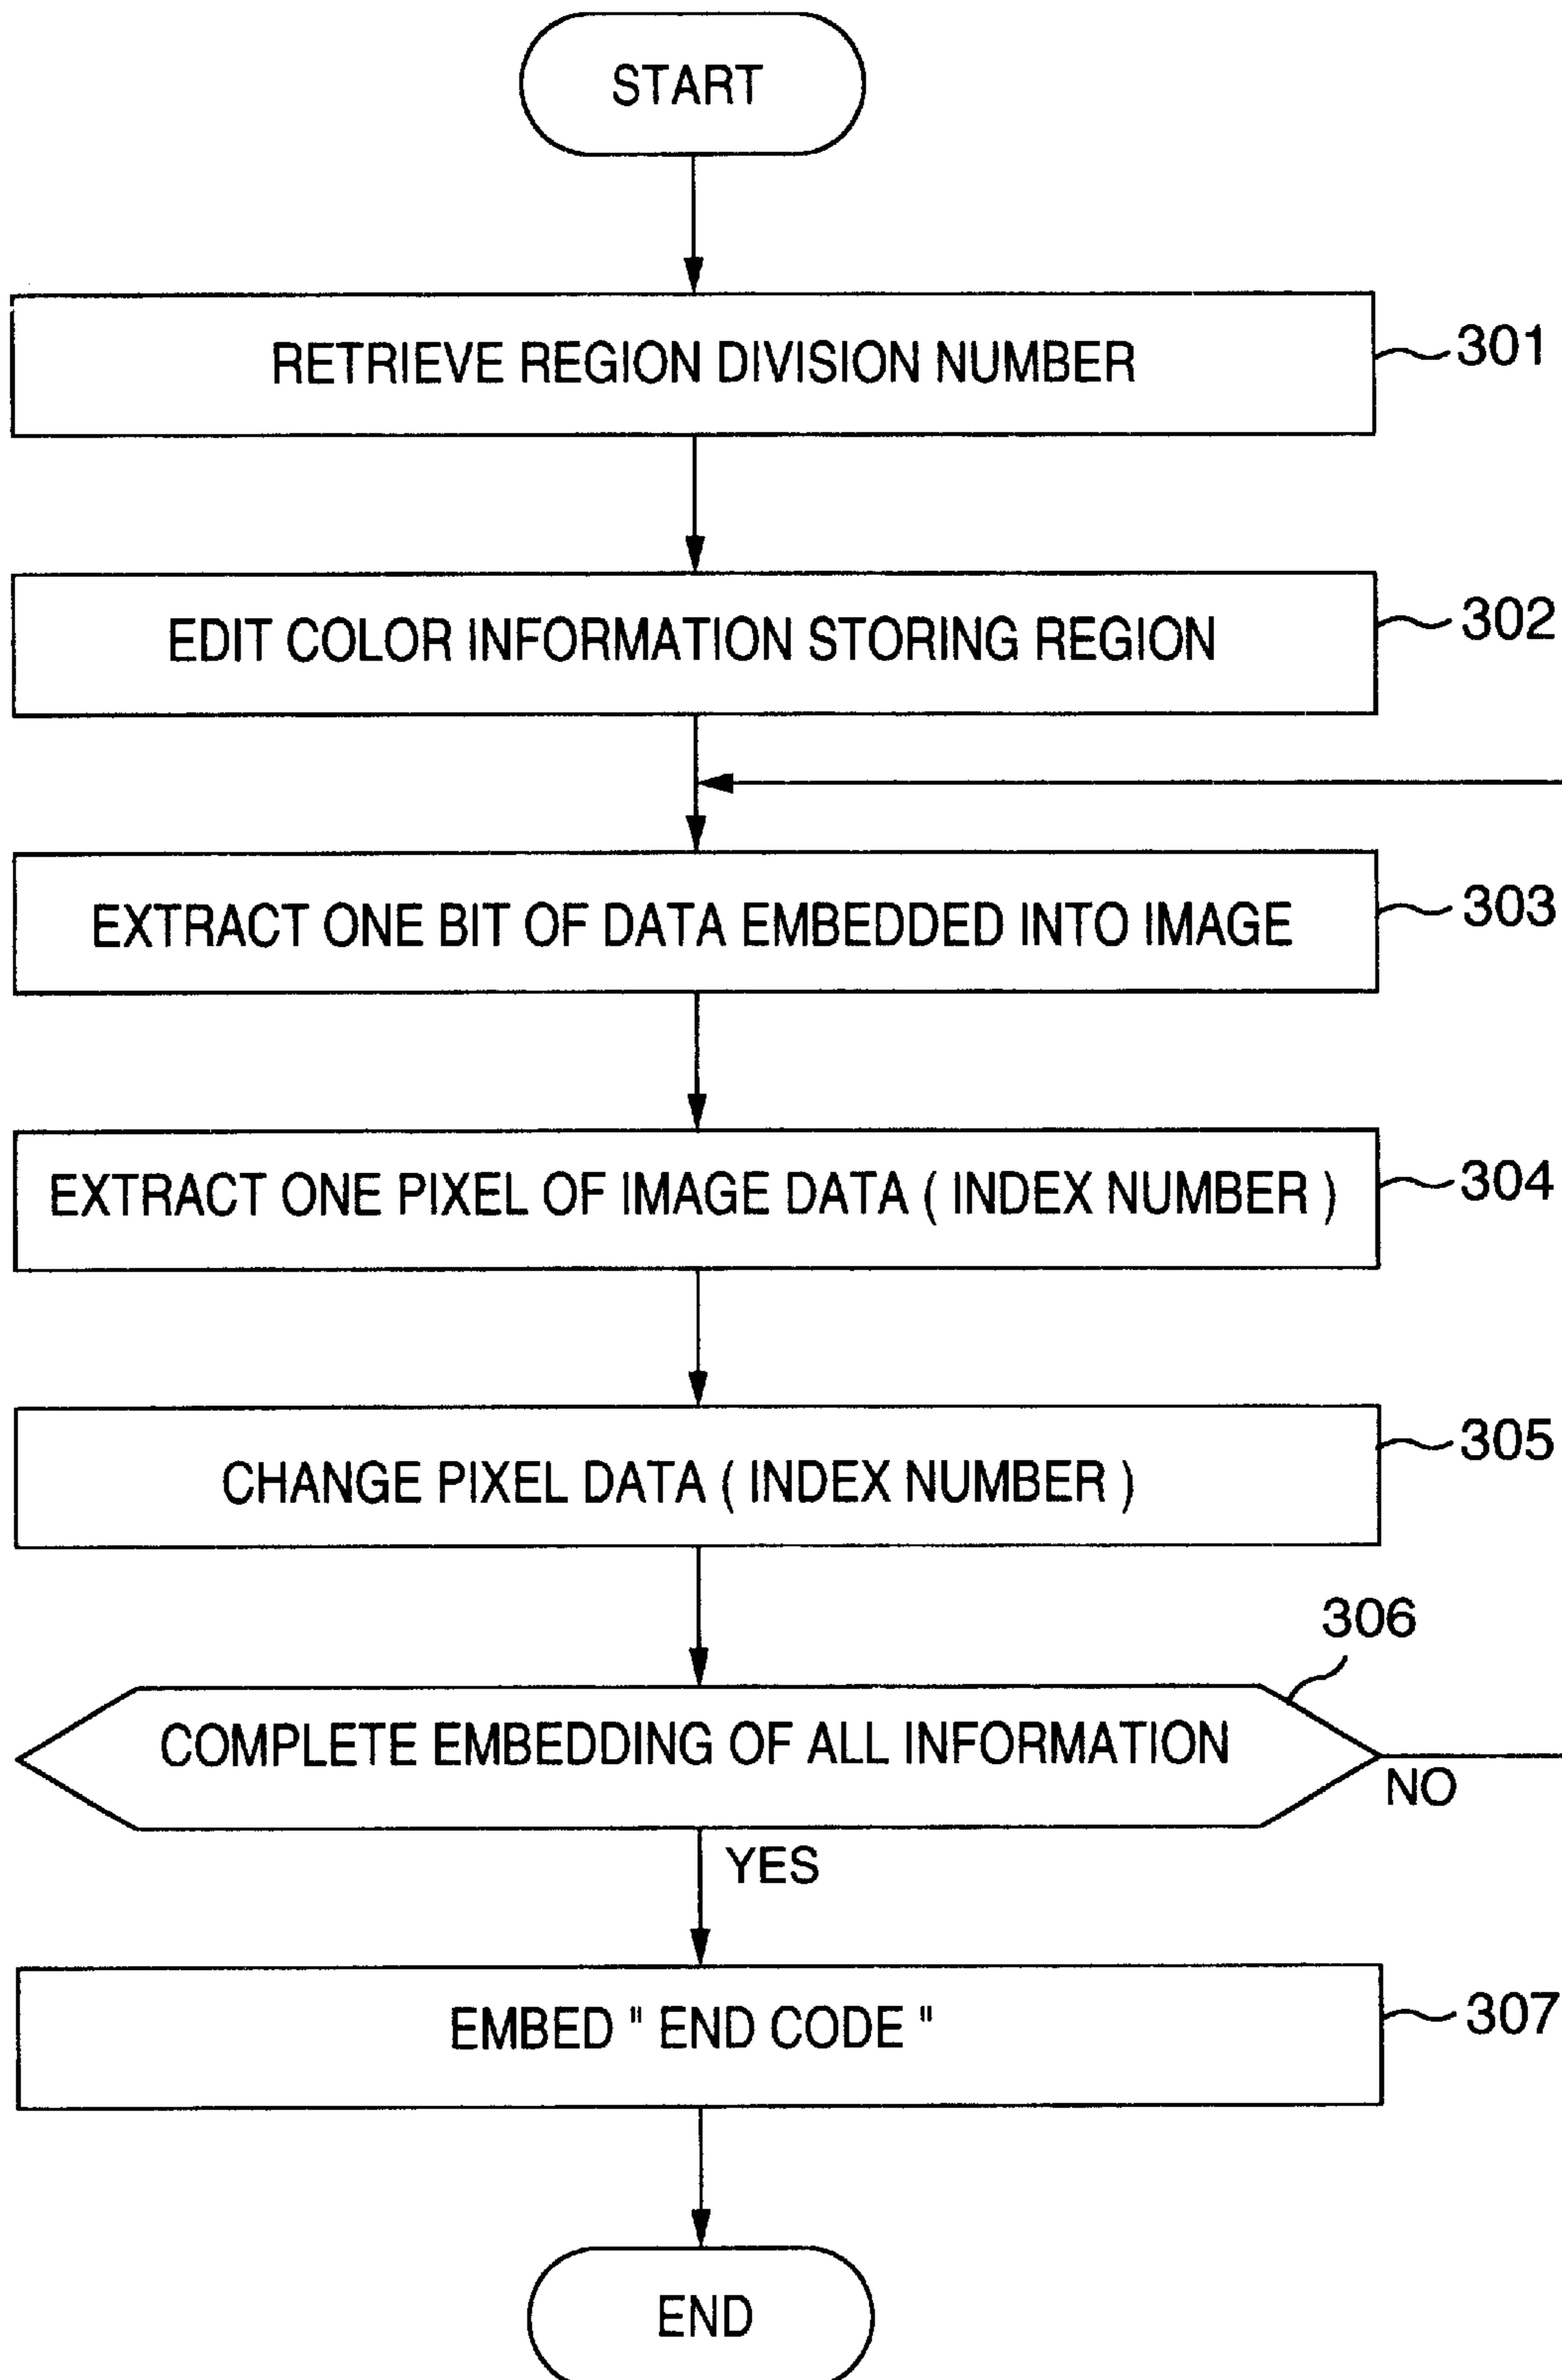 START
RETRIEVE REGION DIVISION NUMBER
301
EDIT COLOR INFORMATION STORING REGION
302
EXTRACT ONE BIT OF DATA EMBEDDED INTO IMAGE
303
EXTRACT ONE PIXEL OF IMAGE DATA ( INDEX NUMBER )
304
CHANGE PIXEL DATA ( INDEX NUMBER )
305
306
COMPLETE EMBEDDING OF ALL INFORMATION
NO
YES
EMBED " END CODE "
307
END